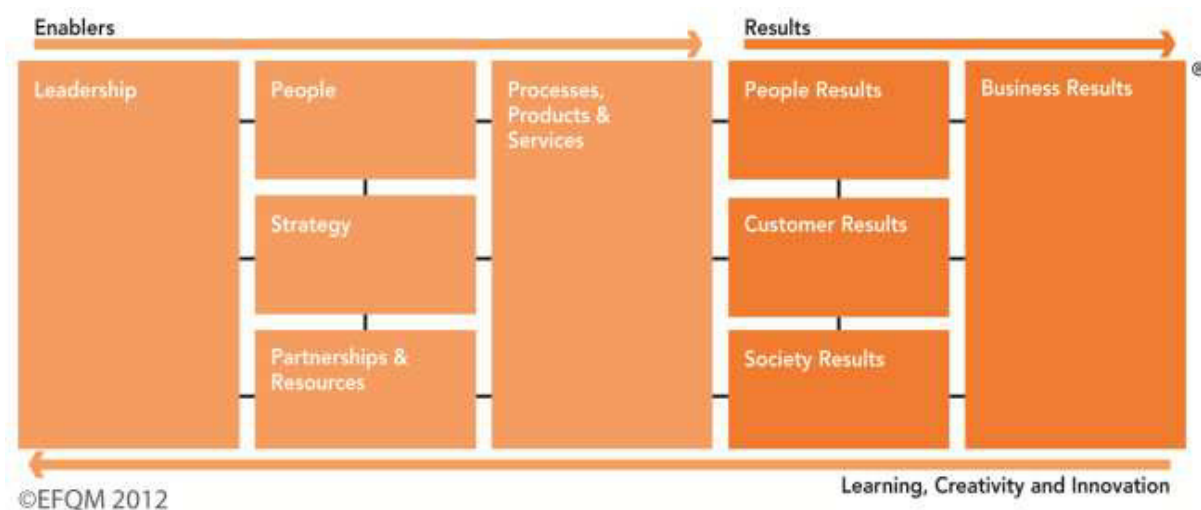 Enablers
Results
®
Leadership
People
Processes,
Products &
Services
People Results
Business Results
Strategy
Customer Results
Partnerships &
Resources
Society Results
Learning, Creativity and Innovation
©EFQM 2012